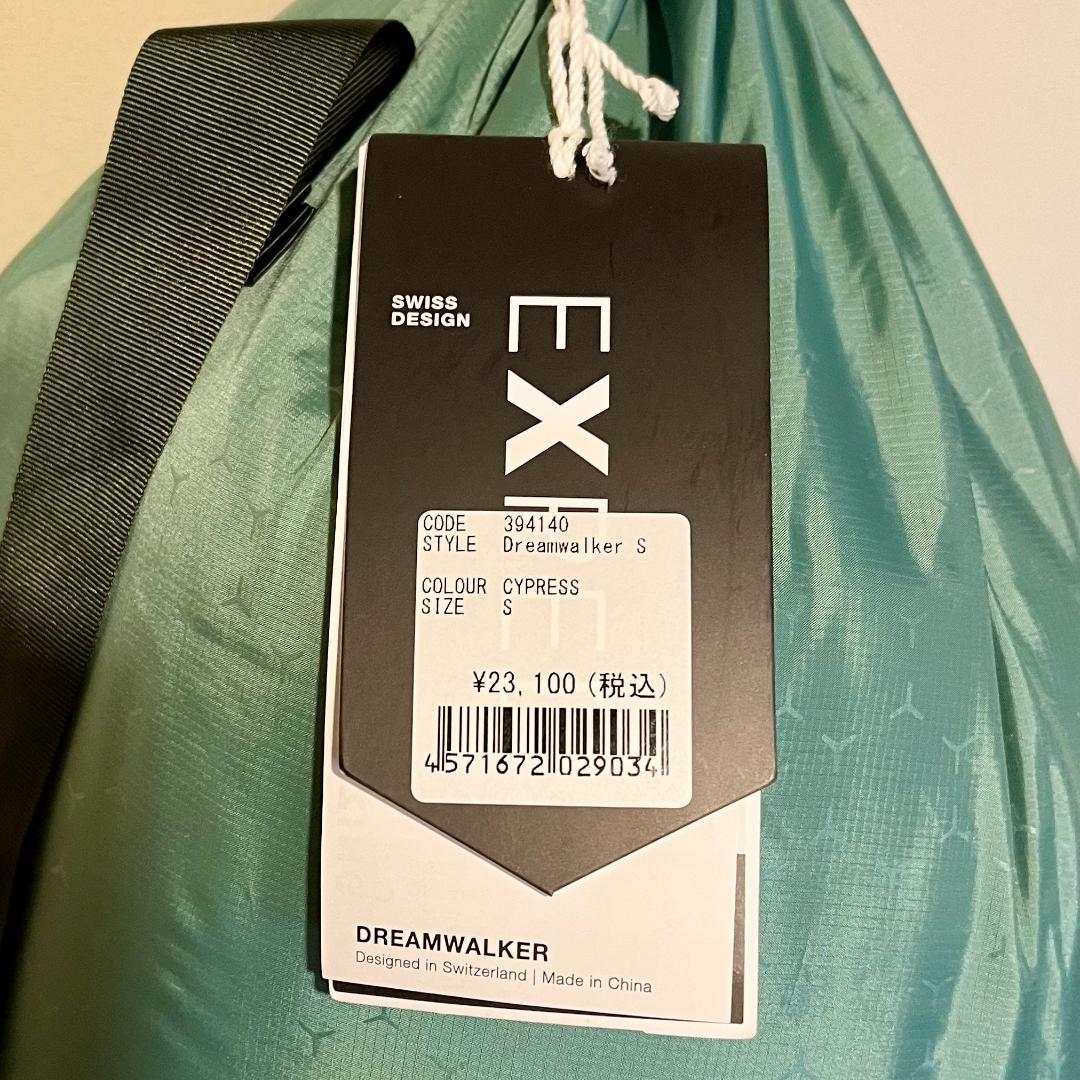 SWISS
DESIGN
EXPED
CODE 394140
STYLE Dreamwalker S
COLOUR CYPRESS
SIZE S
¥23,100 (税込)
4571672029034
DREAMWALKER
Designed in Switzerland | Made in China